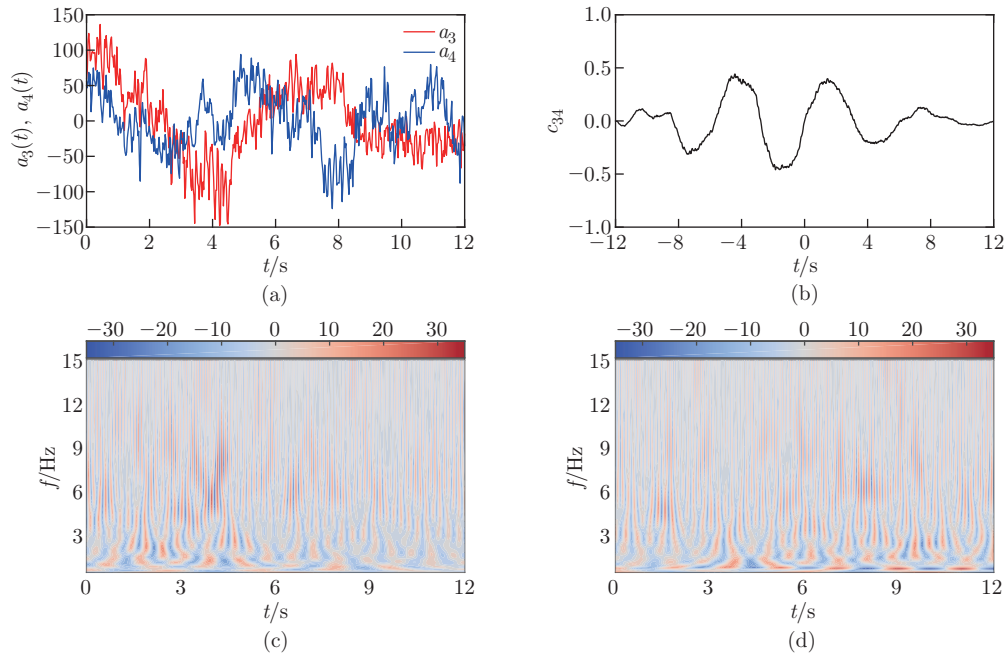 150
100
50
0
−50
−100
−150
a₃(t), a₄(t)
a₃
a₄
0 2 4 6 8 10 12
t/s
(a)
1.0
0.5
0.0
−0.5
−1.0
c₃₄
−12 −8 −4 0 4 8 12
t/s
(b)
−30 −20 −10 0 10 20 30
15
12
9
6
3
f/Hz
0 3 6 9 12
t/s
(c)
−30 −20 −10 0 10 20 30
15
12
9
6
3
f/Hz
0 3 6 9 12
t/s
(d)